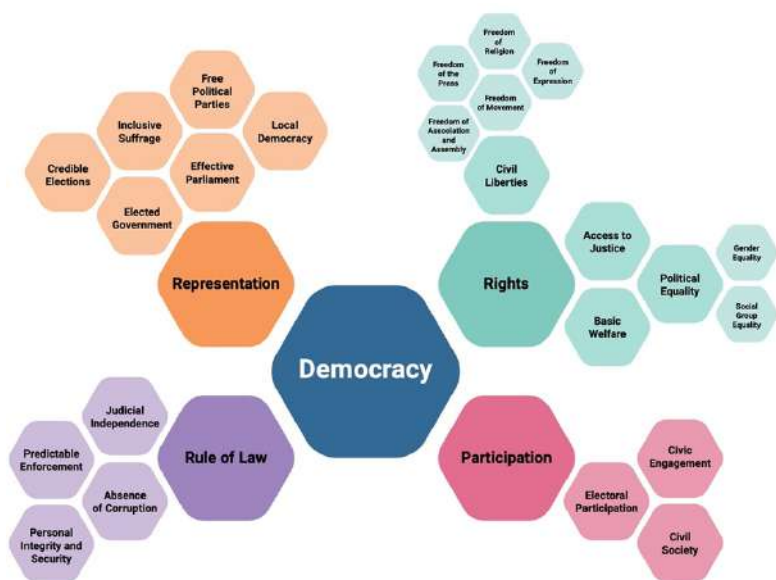 Free
Political
Parties
Inclusive
Suffrage
Local
Democracy
Credible
Elections
Effective
Parliament
Elected
Government
Representation
Freedom
of
Religion
Freedom
of the
Press
Freedom
of
Expression
Freedom
of Movement
Freedom of
Association
and
Assembly
Civil
Liberties
Rights
Access to
Justice
Political
Equality
Gender
Equality
Social
Group
Equality
Basic
Welfare
Democracy
Judicial
Independence
Predictable
Enforcement
Absence
of Corruption
Personal
Integrity and
Security
Rule of Law
Participation
Electoral
Participation
Civic
Engagement
Civil
Society